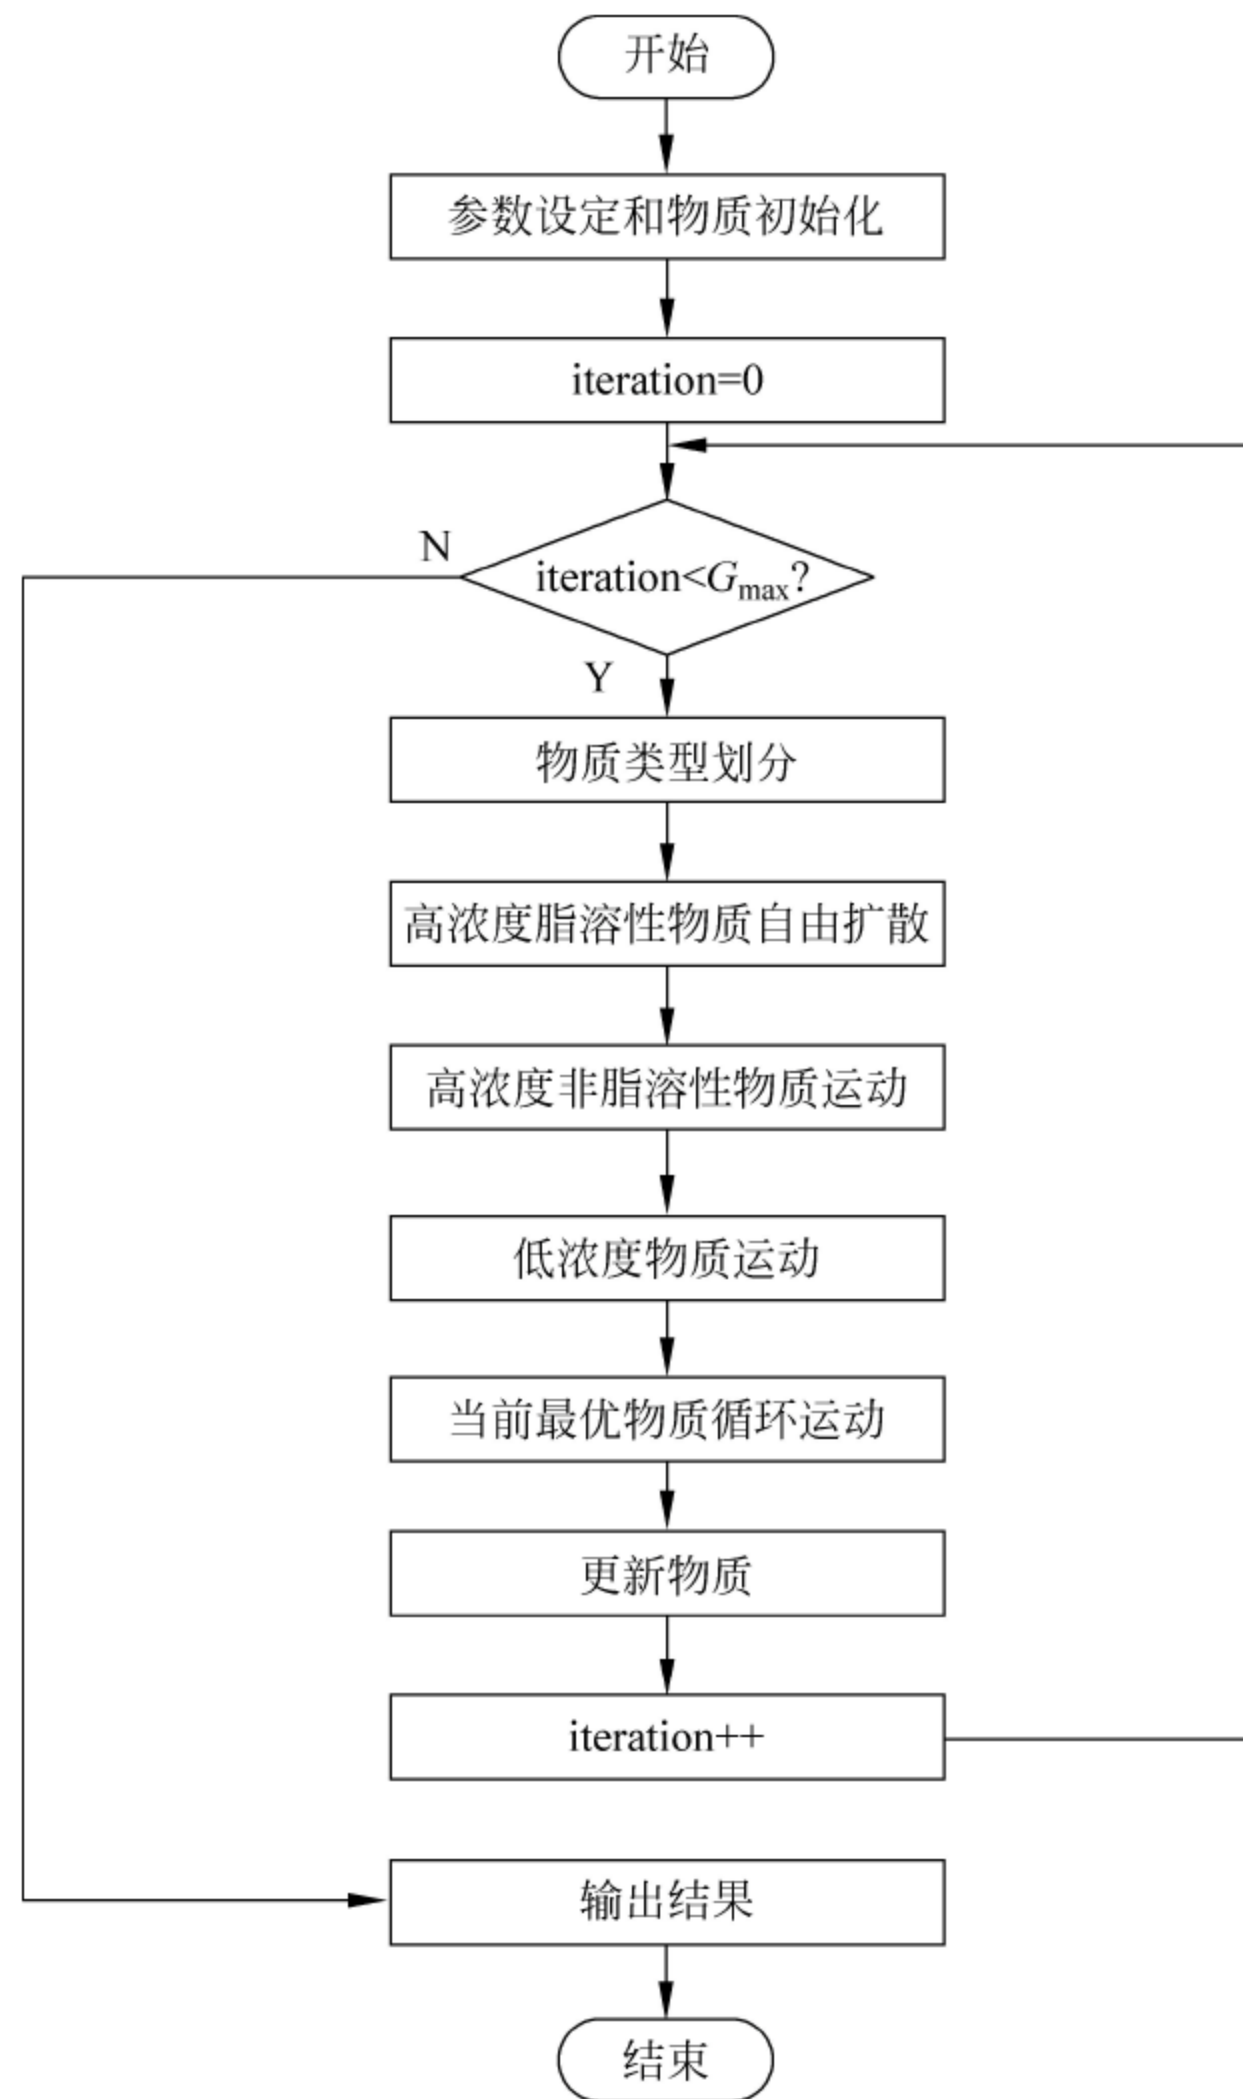 开始
参数设定和物质初始化
iteration=0
N
iteration<Gmax?
Y
物质类型划分
高浓度脂溶性物质自由扩散
高浓度非脂溶性物质运动
低浓度物质运动
当前最优物质循环运动
更新物质
iteration++
输出结果
结束